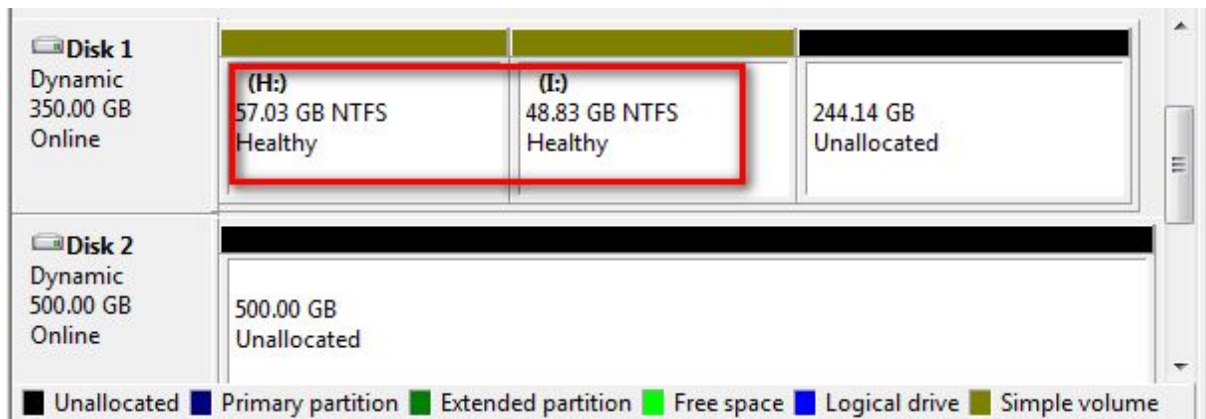 Disk 1
Dynamic
350.00 GB
Online
(H:)
57.03 GB NTFS
Healthy
(I:)
48.83 GB NTFS
Healthy
244.14 GB
Unallocated
Disk 2
Dynamic
500.00 GB
Online
500.00 GB
Unallocated
Unallocated Primary partition Extended partition Free space Logical drive Simple volume